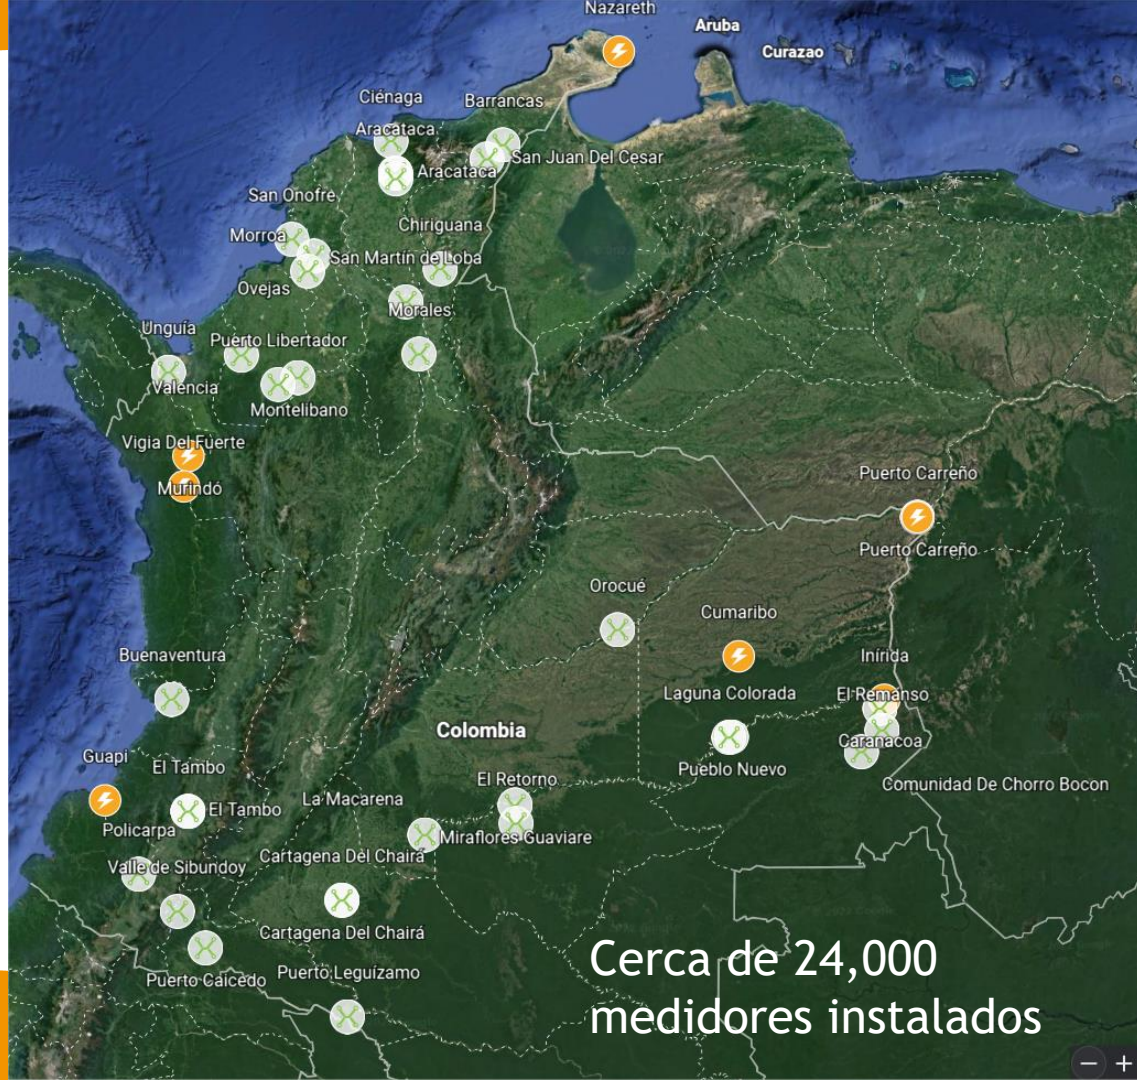 Nazareth
Aruba
Curazao
Ciénaga
Barrancas
Aracataca
San Juan Del Cesar
Aracataca
San Onofre
Chiriguana
Morroa
San Martín de Loba
Ovejas
Morales
Unguía
Puerto Libertador
Valencia
Montelibano
Vigia Del Fuerte
Murindó
Puerto Carreño
Puerto Carreño
Orocué
Cumaribo
Buenaventura
Inírida
Laguna Colorada
El Remanso
Colombia
Caranacoa
Guapi
El Tambo
Pueblo Nuevo
El Retorno
Comunidad De Chorro Bocon
La Macarena
El Tambo
Policarpa
Miraflores Guaviare
Cartagena Del Chairá
Valle de Sibundoy
Cartagena Del Chairá
Puerto Leguízamo
Puerto Caicedo
Cerca de 24,000
medidores instalados